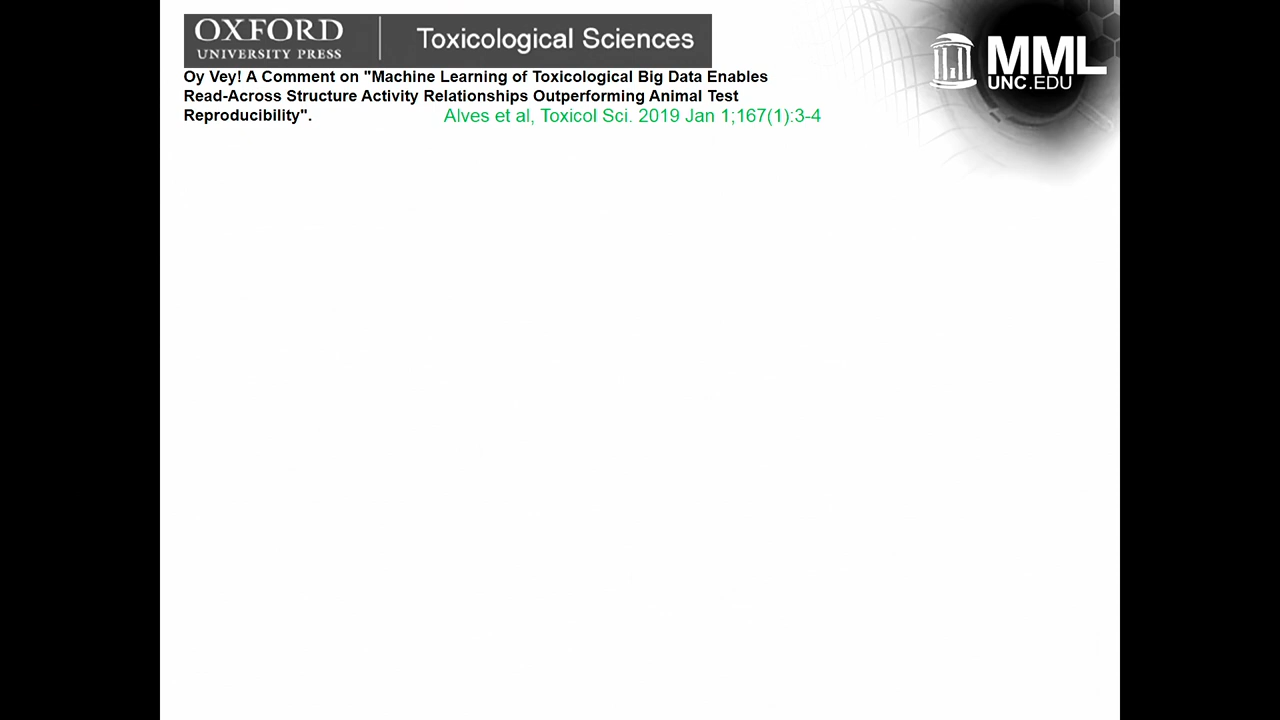 OXFORD
UNIVERSITY PRESS
Toxicological Sciences
MML
UNC.EDU
Oy Vey! A Comment on "Machine Learning of Toxicological Big Data Enables
Read-Across Structure Activity Relationships Outperforming Animal Test
Reproducibility".
Alves et al, Toxicol Sci. 2019 Jan 1;167(1):3-4